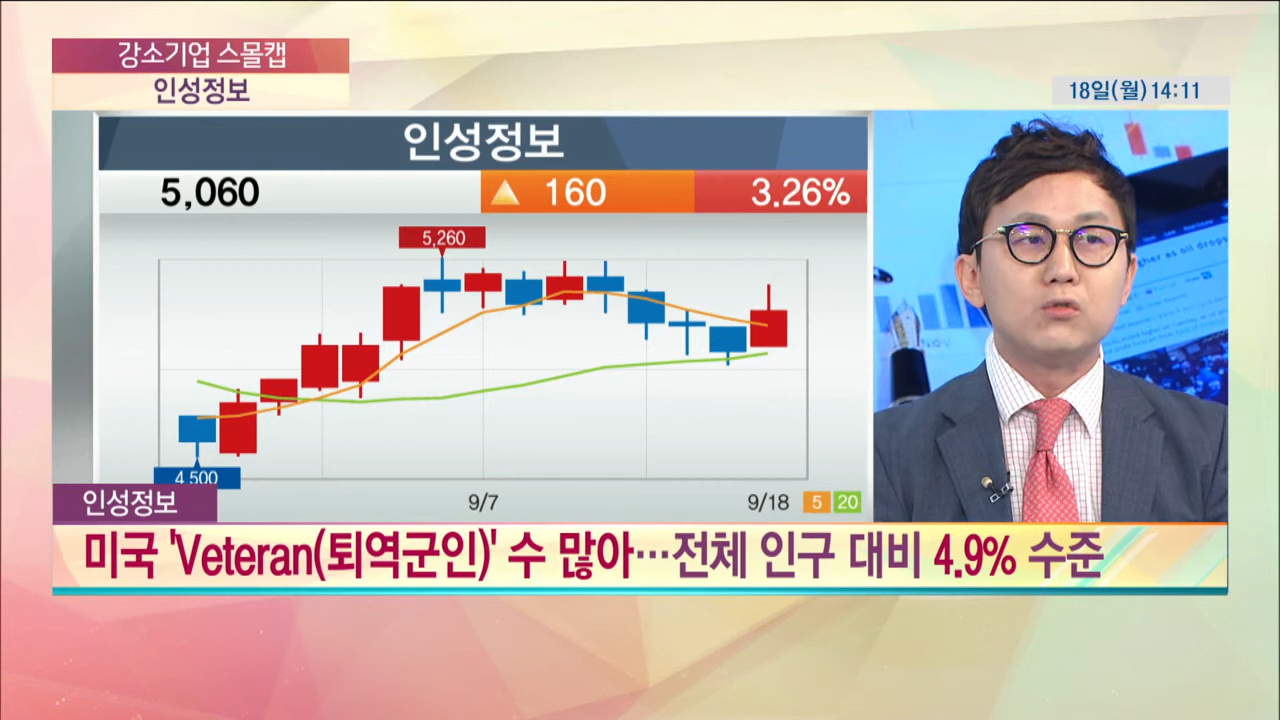 강소기업 스몰캡
인성정보
18일(월) 14:11
인성정보
5,060 ▲ 160 3.26%
5,260
4,500
9/7 9/18 5 20
NOV
인성정보
미국 'Veteran(퇴역군인)' 수 많아…전체 인구 대비 4.9% 수준